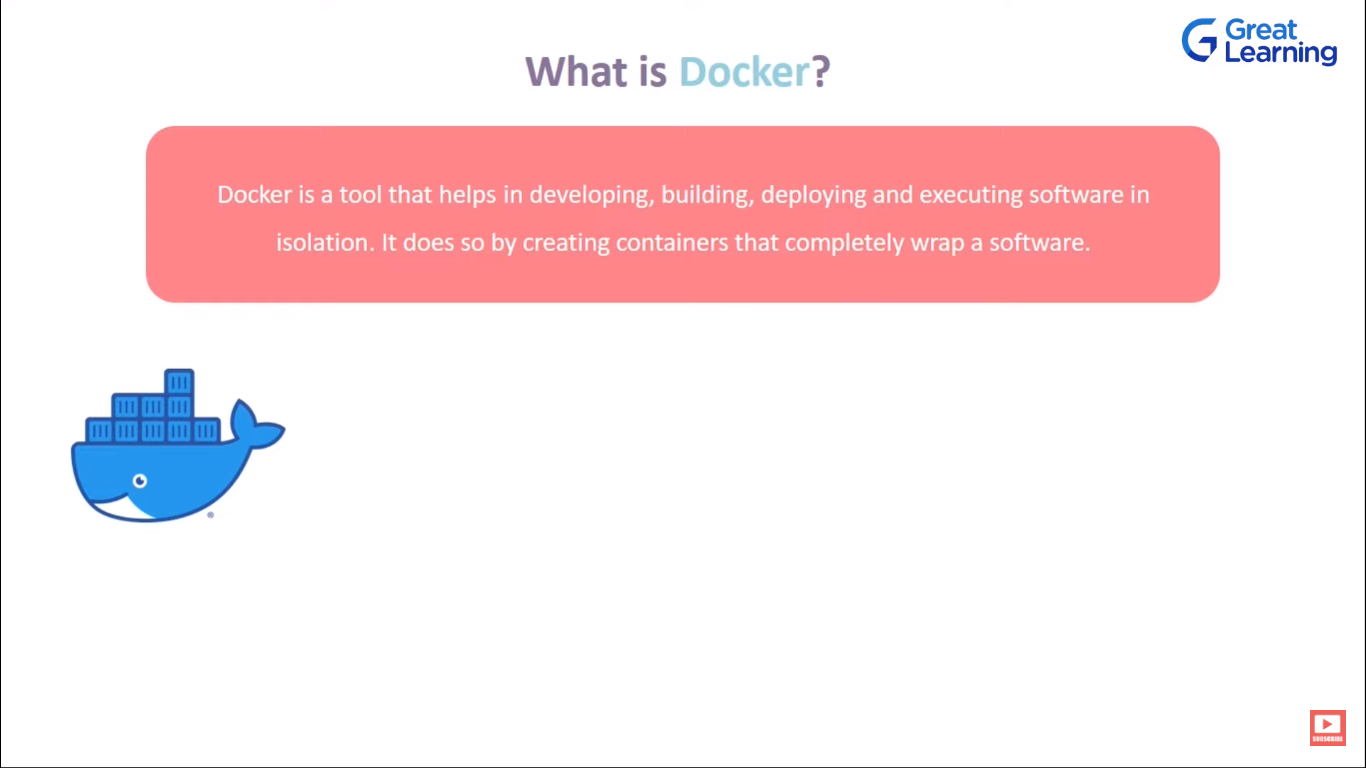 Great
Learning
What is Docker?
Docker is a tool that helps in developing, building, deploying and executing software in
isolation. It does so by creating containers that completely wrap a software.
SUBSCRIBE